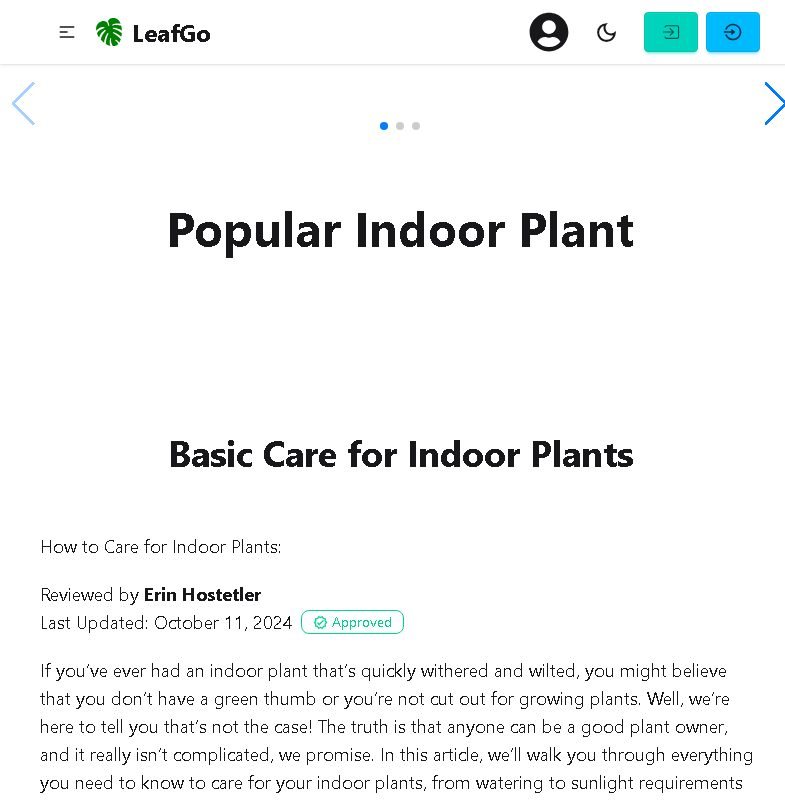 LeafGo
Popular Indoor Plant
Basic Care for Indoor Plants
How to Care for Indoor Plants:
Reviewed by Erin Hostetler
Last Updated: October 11, 2024 Approved
If you’ve ever had an indoor plant that’s quickly withered and wilted, you might believe
that you don’t have a green thumb or you’re not cut out for growing plants. Well, we’re
here to tell you that’s not the case! The truth is that anyone can be a good plant owner,
and it really isn’t complicated, we promise. In this article, we’ll walk you through everything
you need to know to care for your indoor plants, from watering to sunlight requirements